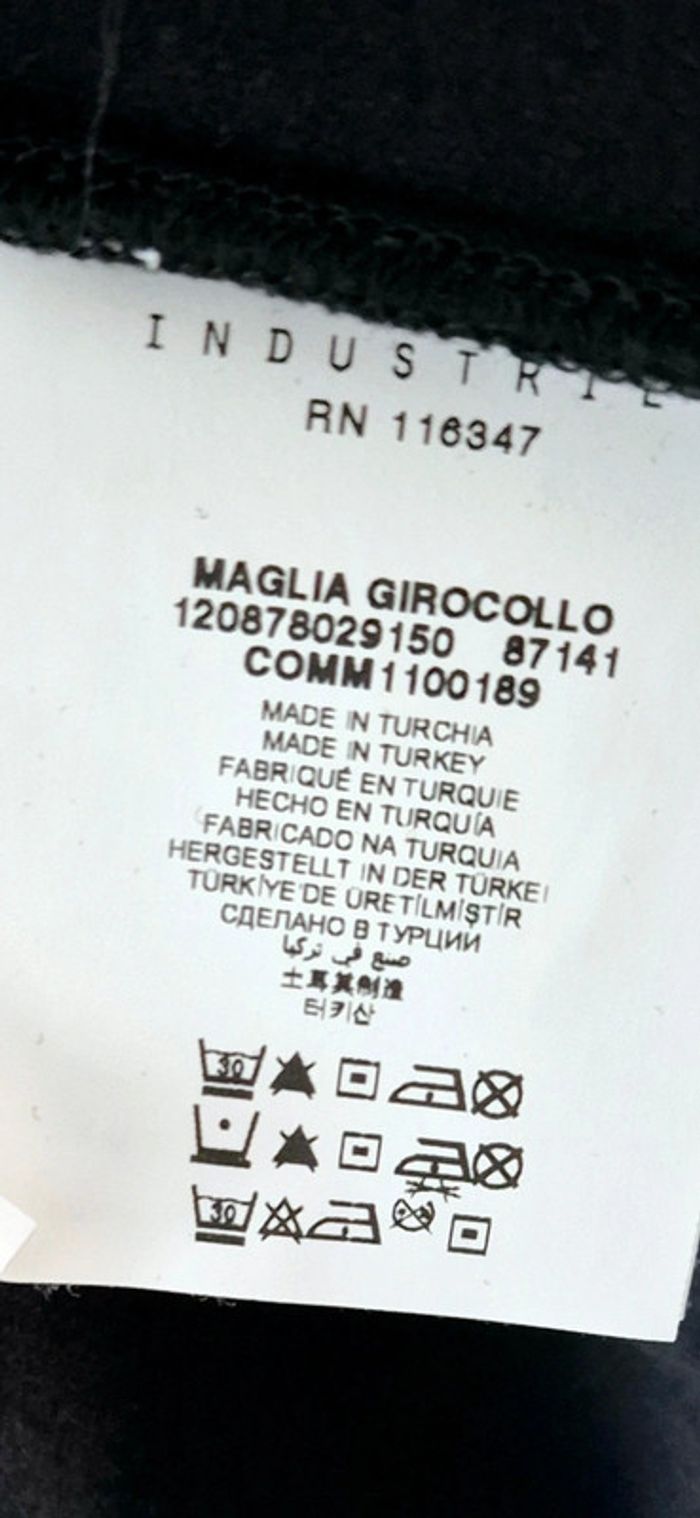 I N D U S T R I E
RN 116347
MAGLIA GIROCOLLO
120878029150 87141
COMM1100189
MADE IN TURCHIA
MADE IN TURKEY
FABRIQUÉ EN TURQUIE
HECHO EN TURQUÍA
FABRICADO NA TURQUIA
HERGESTELLT IN DER TÜRKEI
TÜRKİYE'DE ÜRETİLMİŞTİR
СДЕЛАНО В ТУРЦИИ
صنع في تركيا
土耳其制造
터키산
30
30